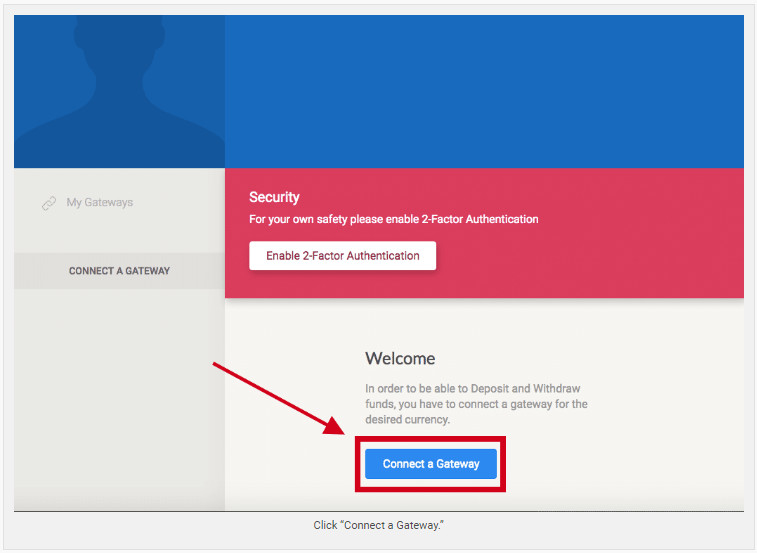 My Gateways
CONNECT A GATEWAY
Security
For your own safety please enable 2-Factor Authentication
Enable 2-Factor Authentication
Welcome
In order to be able to Deposit and Withdraw
funds, you have to connect a gateway for the
desired currency.
Connect a Gateway
Click “Connect a Gateway.”